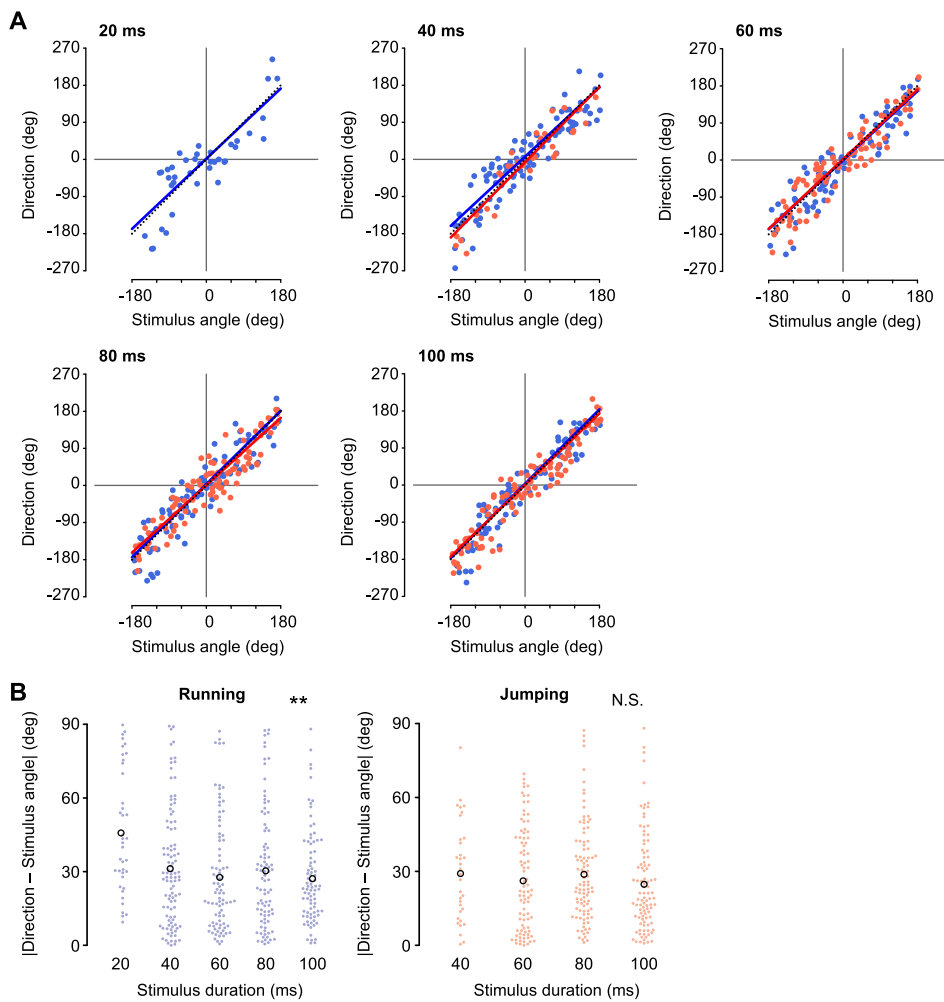 A
20 ms
40 ms
60 ms
270
180
90
0
-90
-180
-270
Direction (deg)
-180
0
180
Stimulus angle (deg)
270
180
90
0
-90
-180
-270
Direction (deg)
-180
0
180
Stimulus angle (deg)
270
180
90
0
-90
-180
-270
Direction (deg)
-180
0
180
Stimulus angle (deg)
80 ms
100 ms
270
180
90
0
-90
-180
-270
Direction (deg)
-180
0
180
Stimulus angle (deg)
270
180
90
0
-90
-180
-270
Direction (deg)
-180
0
180
Stimulus angle (deg)
B
Running
**
|Direction – Stimulus angle| (deg)
90
60
30
0
20 40 60 80 100
Stimulus duration (ms)
Jumping
N.S.
|Direction – Stimulus angle| (deg)
90
60
30
0
40 60 80 100
Stimulus duration (ms)